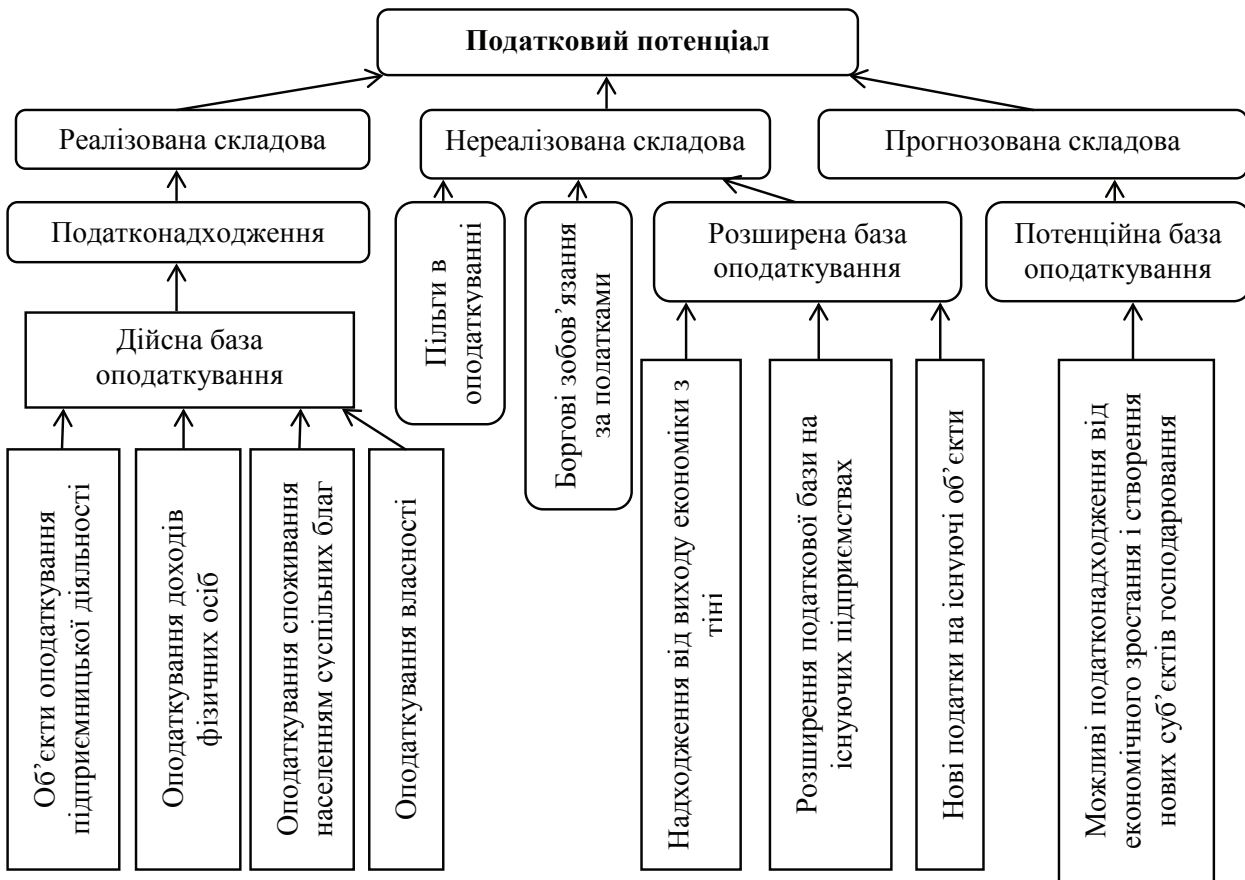 Податковий потенціал
Реалізована складова
Нереалізована складова
Прогнозована складова
Податконадходження
Пільги в
оподаткуванні
Боргові зобов’язання
за податками
Розширена база
оподаткування
Потенційна база
оподаткування
Дійсна база
оподаткування
Об’єкти оподаткування
підприємницької діяльності
Оподаткування доходів
фізичних осіб
Оподаткування споживання
населенням суспільних благ
Оподаткування власності
Надходження від виходу економіки з
тіні
Розширення податкової бази на
існуючих підприємствах
Нові податки на існуючі об’єкти
Можливі податконадходження від
економічного зростання і створення
нових суб’єктів господарювання